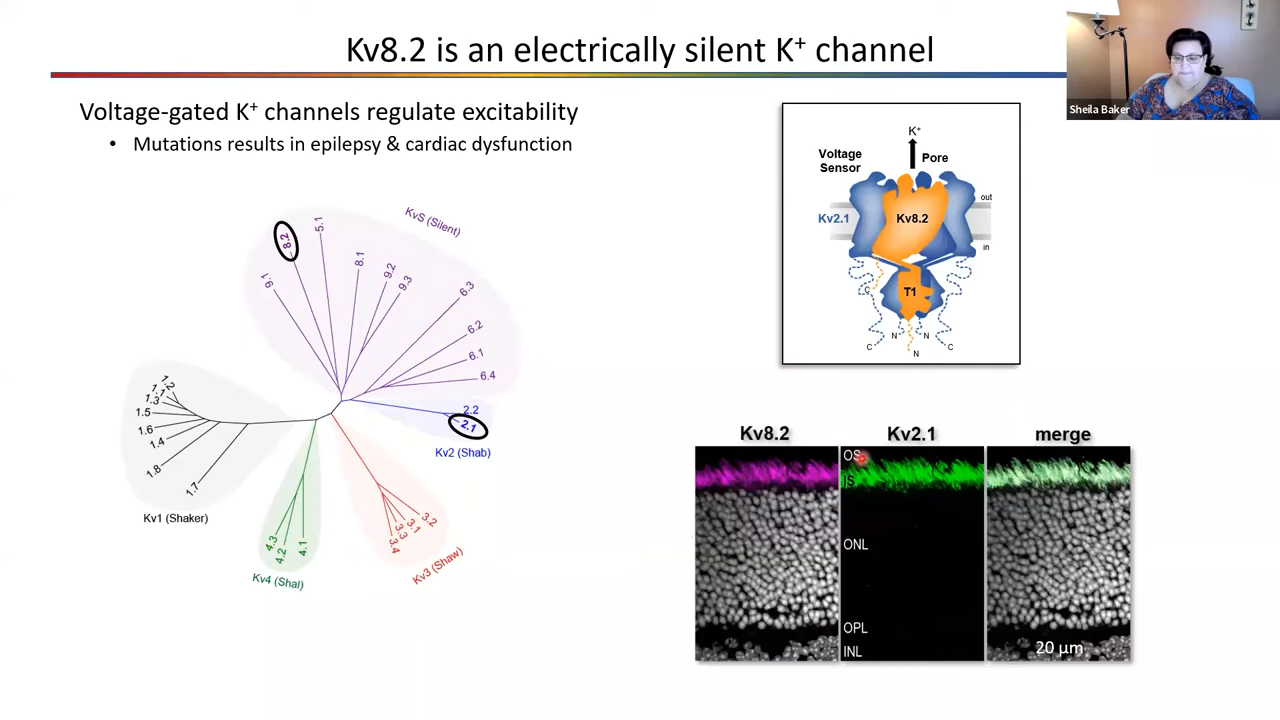 Kv8.2 is an electrically silent K+ channel
Sheila Baker
Voltage-gated K+ channels regulate excitability
• Mutations results in epilepsy & cardiac dysfunction
KvS (Silent)
9.1
8.2
5.1
8.1
9.2
9.3
6.3
6.2
6.1
6.4
2.2
2.1
Kv2 (Shab)
1.2
1.1
1.3
1.5
1.6
1.4
1.8
1.7
Kv1 (Shaker)
4.3
4.2
4.1
Kv4 (Shal)
3.4
3.3
3.1
3.2
Kv3 (Shaw)
K+
Voltage
Sensor
Pore
out
Kv2.1
Kv8.2
in
T1
C
N
N
C
N
C
Kv8.2
Kv2.1
merge
OS
IS
ONL
OPL
INL
20 µm